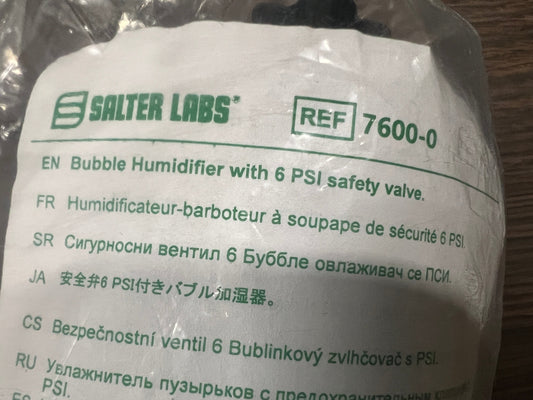 SALTER LABS®
REF 7600-0
EN Bubble Humidifier with 6 PSI safety valve.
FR Humidificateur-barboteur à soupape de sécurité 6 PSI.
SR Сигурносни вентил 6 Буббле овлаживач се ПСИ.
JA 安全弁6 PSI付きバブル加湿器。
CS Bezpečnostní ventil 6 Bublinkový zvlhčovač s PSI.
RU Увлажнитель пузырьков с предохранительным
PSI.
ES